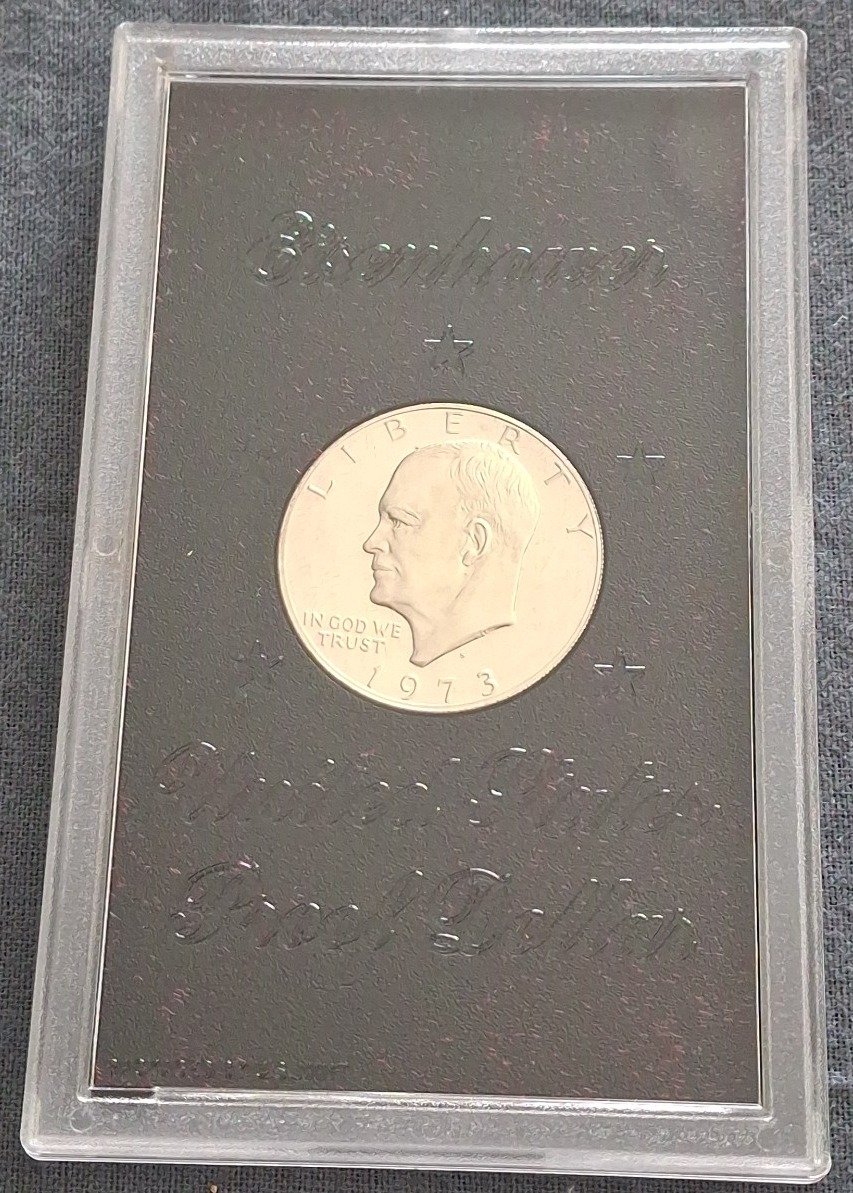 Eisenhower
LIBERTY
IN GOD WE
TRUST
1973
United States
Proof Dollar